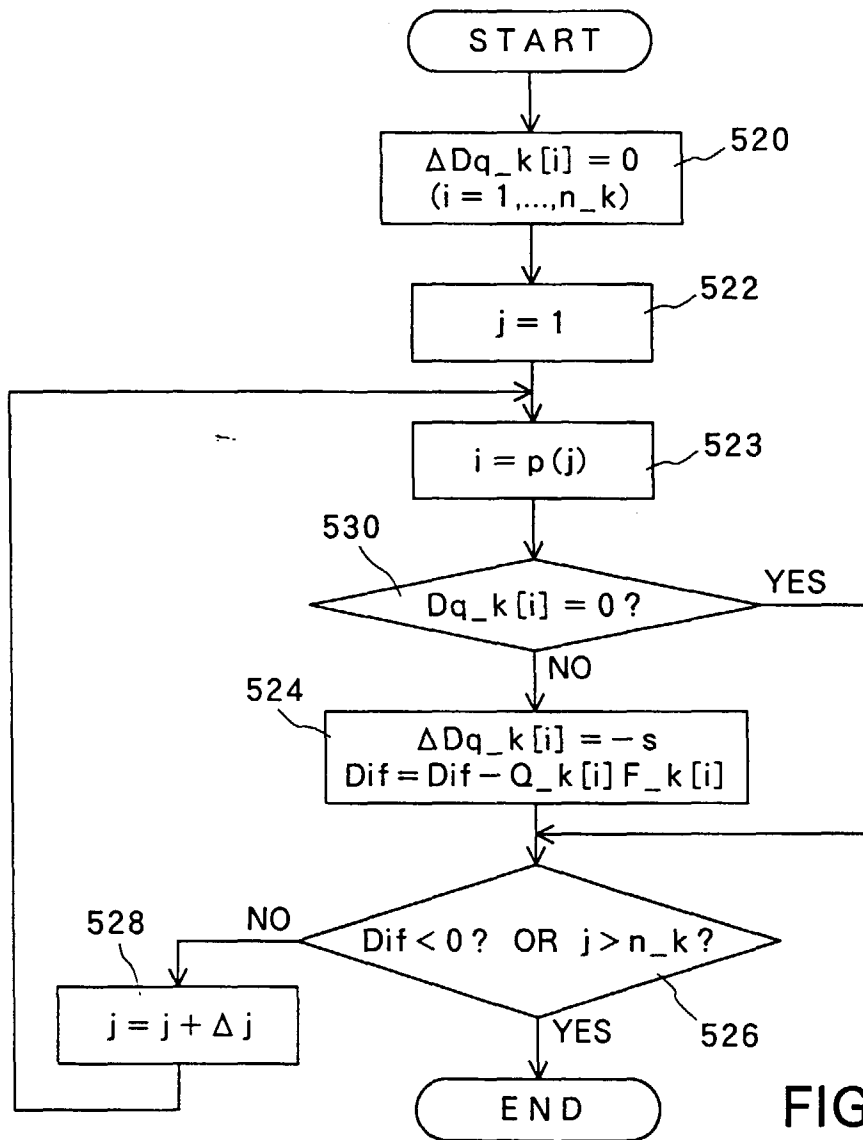 START
520
ΔDq_k[i] = 0
(i = 1,...,n_k)
522
j = 1
523
i = p(j)
530
Dq_k[i] = 0?
YES
NO
524
ΔDq_k[i] = -s
Dif = Dif - Q_k[i] F_k[i]
528
NO
Dif < 0? OR j > n_k?
j = j + Δj
526
YES
END
FIG